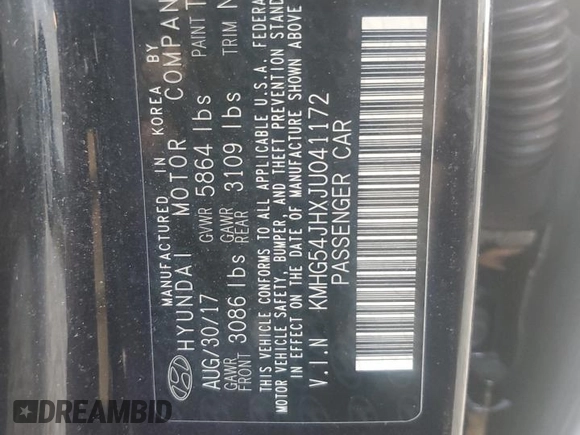 MANUFACTURED IN KOREA BY
HYUNDAI MOTOR COMPAN
AUG/30/17 GVWR 5864 lbs PAINT T
GAWR FRONT 3086 lbs GAWR REAR 3109 lbs TRIM N
THIS VEHICLE CONFORMS TO ALL APPLICABLE U.S.A. FEDERA
MOTOR VEHICLE SAFETY, BUMPER, AND THEFT PREVENTION STAND
IN EFFECT ON THE DATE OF MANUFACTURE SHOWN ABOVE
V.I.N KMHG54JHXJU041172
PASSENGER CAR
DREAMBID